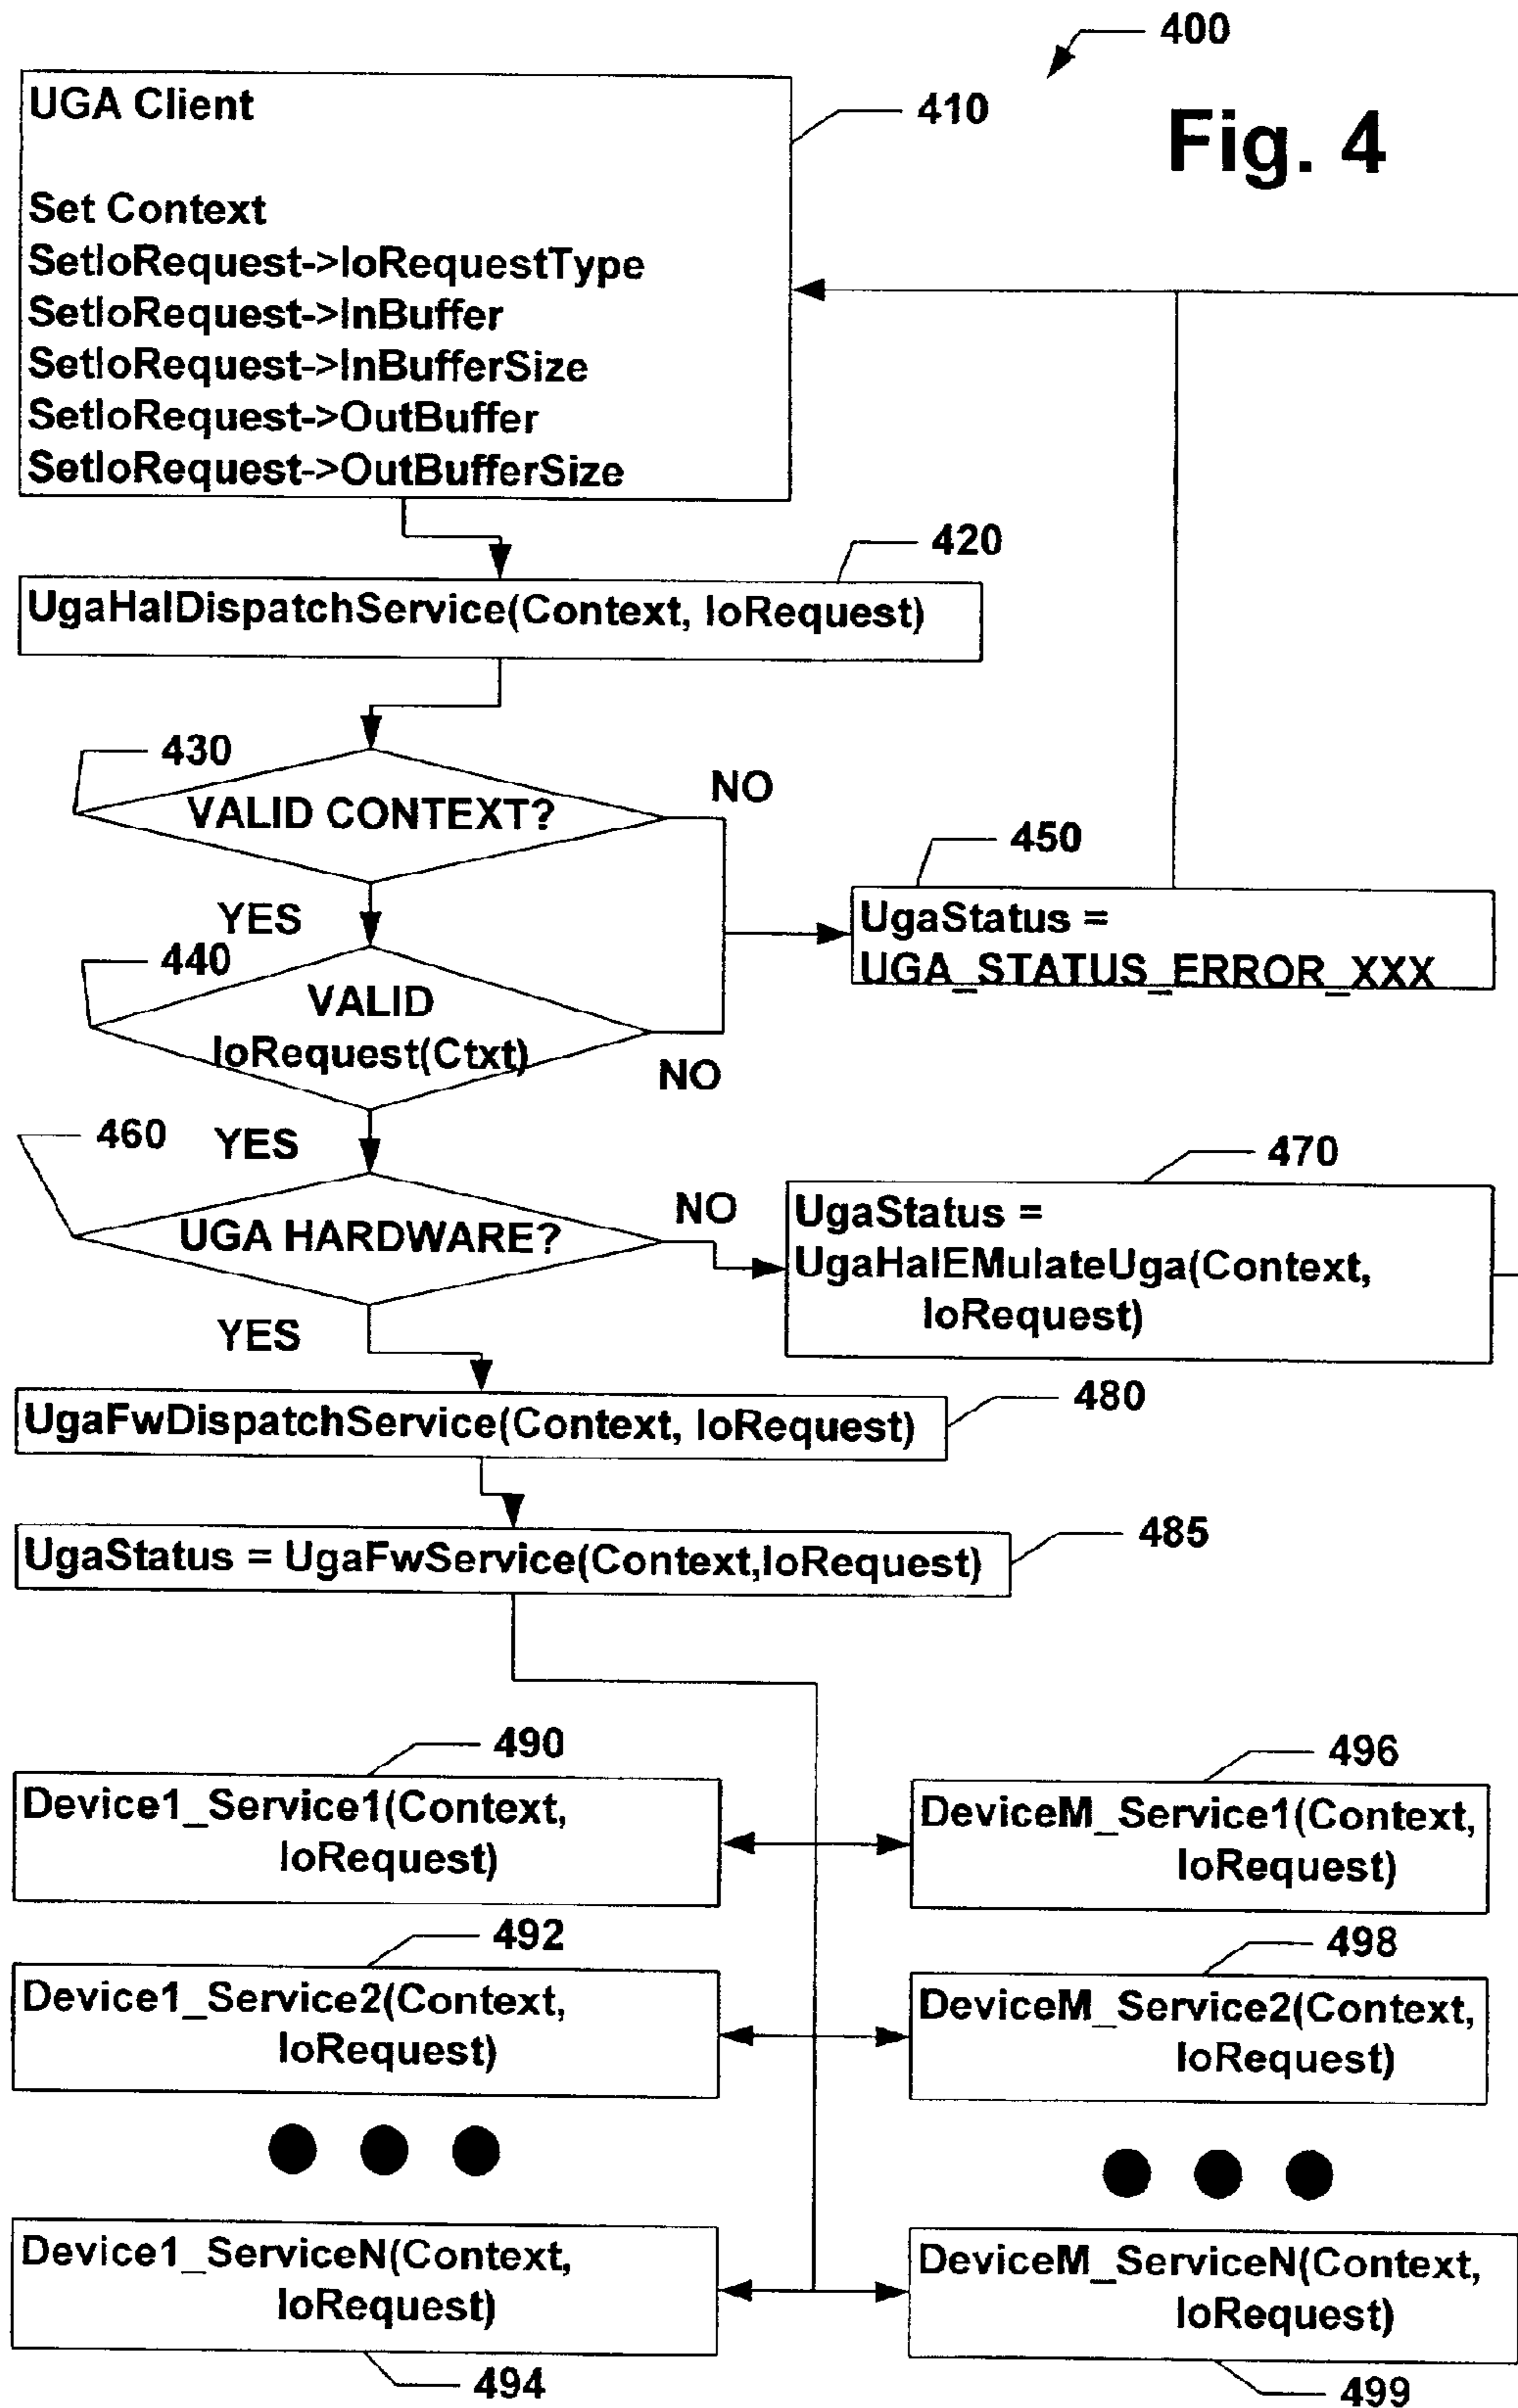 400
Fig. 4
UGA Client
410
Set Context
SetIoRequest->IoRequestType
SetIoRequest->InBuffer
SetIoRequest->InBufferSize
SetIoRequest->OutBuffer
SetIoRequest->OutBufferSize
420
UgaHalDispatchService(Context, IoRequest)
430
VALID CONTEXT?
NO
YES
450
UgaStatus =
UGA_STATUS_ERROR_XXX
440
VALID
IoRequest(Ctxt)
NO
YES
460
UGA HARDWARE?
NO
470
UgaStatus =
UgaHalEMulateUga(Context,
IoRequest)
YES
480
UgaFwDispatchService(Context, IoRequest)
485
UgaStatus = UgaFwService(Context,IoRequest)
490
Device1_Service1(Context,
IoRequest)
496
DeviceM_Service1(Context,
IoRequest)
492
Device1_Service2(Context,
IoRequest)
498
DeviceM_Service2(Context,
IoRequest)
Device1_ServiceN(Context,
IoRequest)
494
DeviceM_ServiceN(Context,
IoRequest)
499